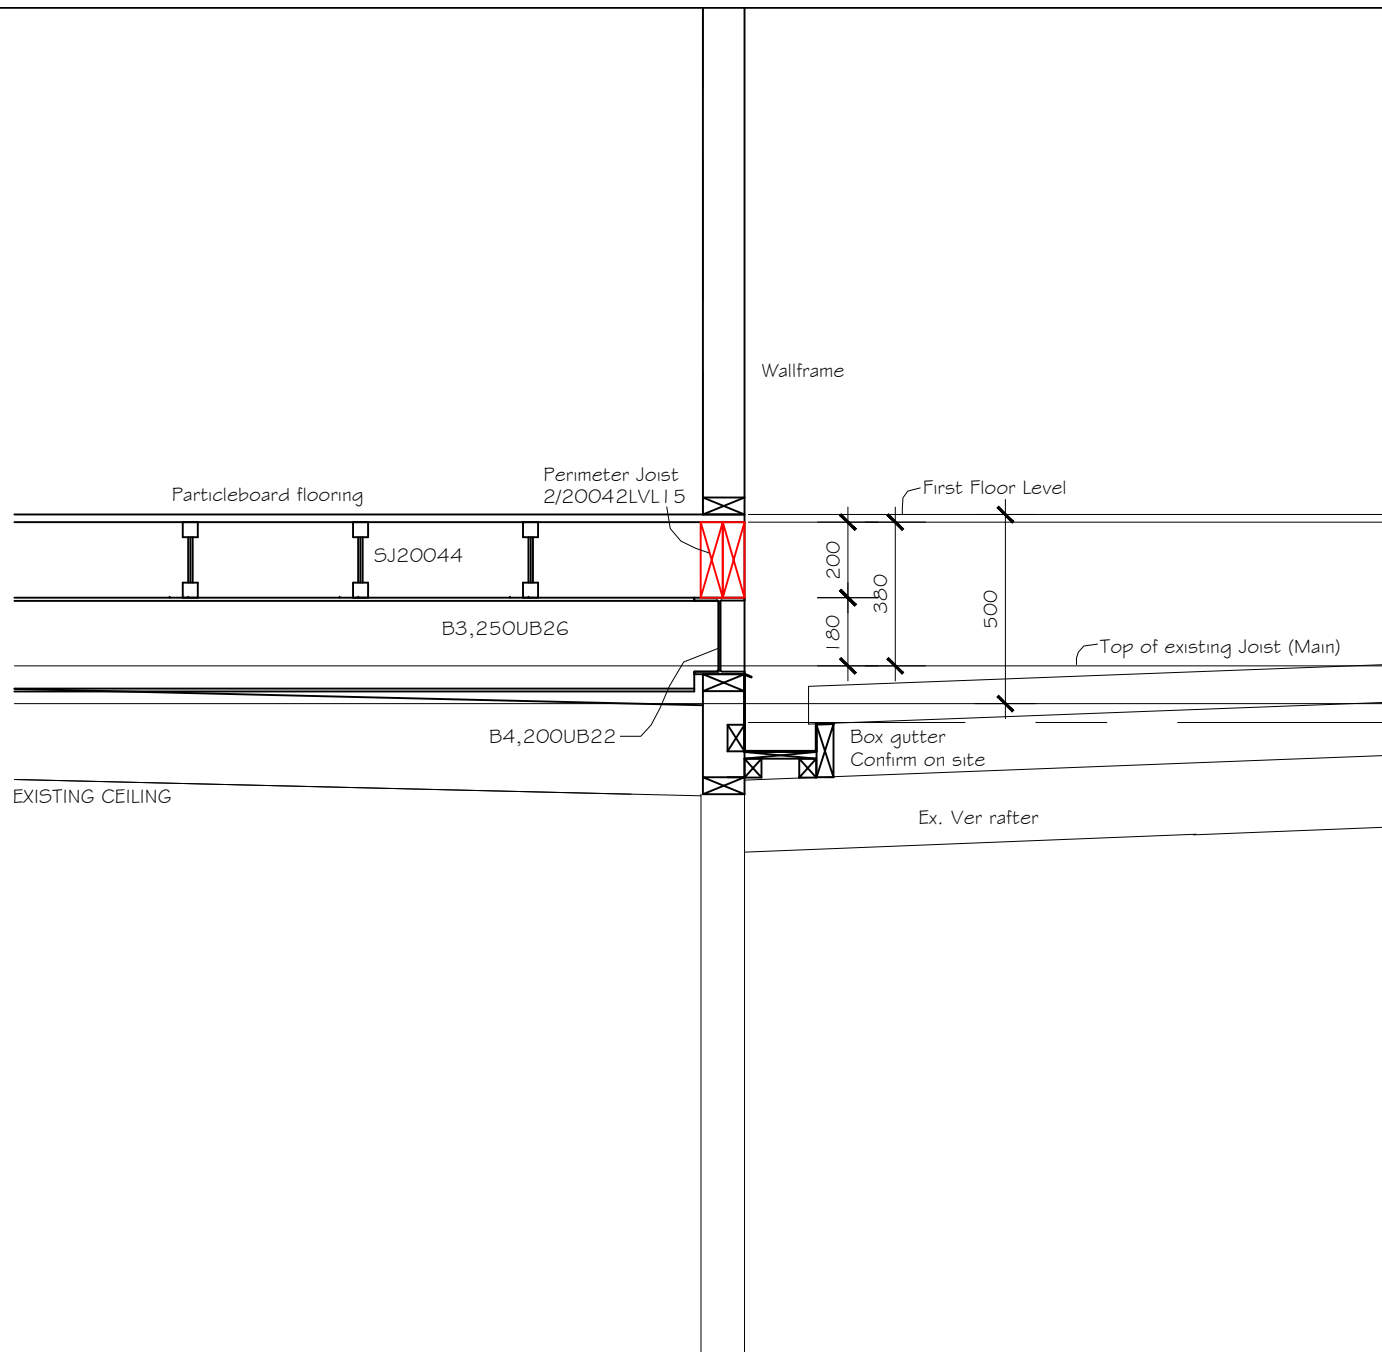 Wallframe
Perimeter Joist
2/20042LVL15
Particleboard flooring
First Floor Level
SJ20044
200
380
500
180
B3,250UB26
Top of existing Joist (Main)
B4,200UB22
Box gutter
Confirm on site
EXISTING CEILING
Ex. Ver rafter